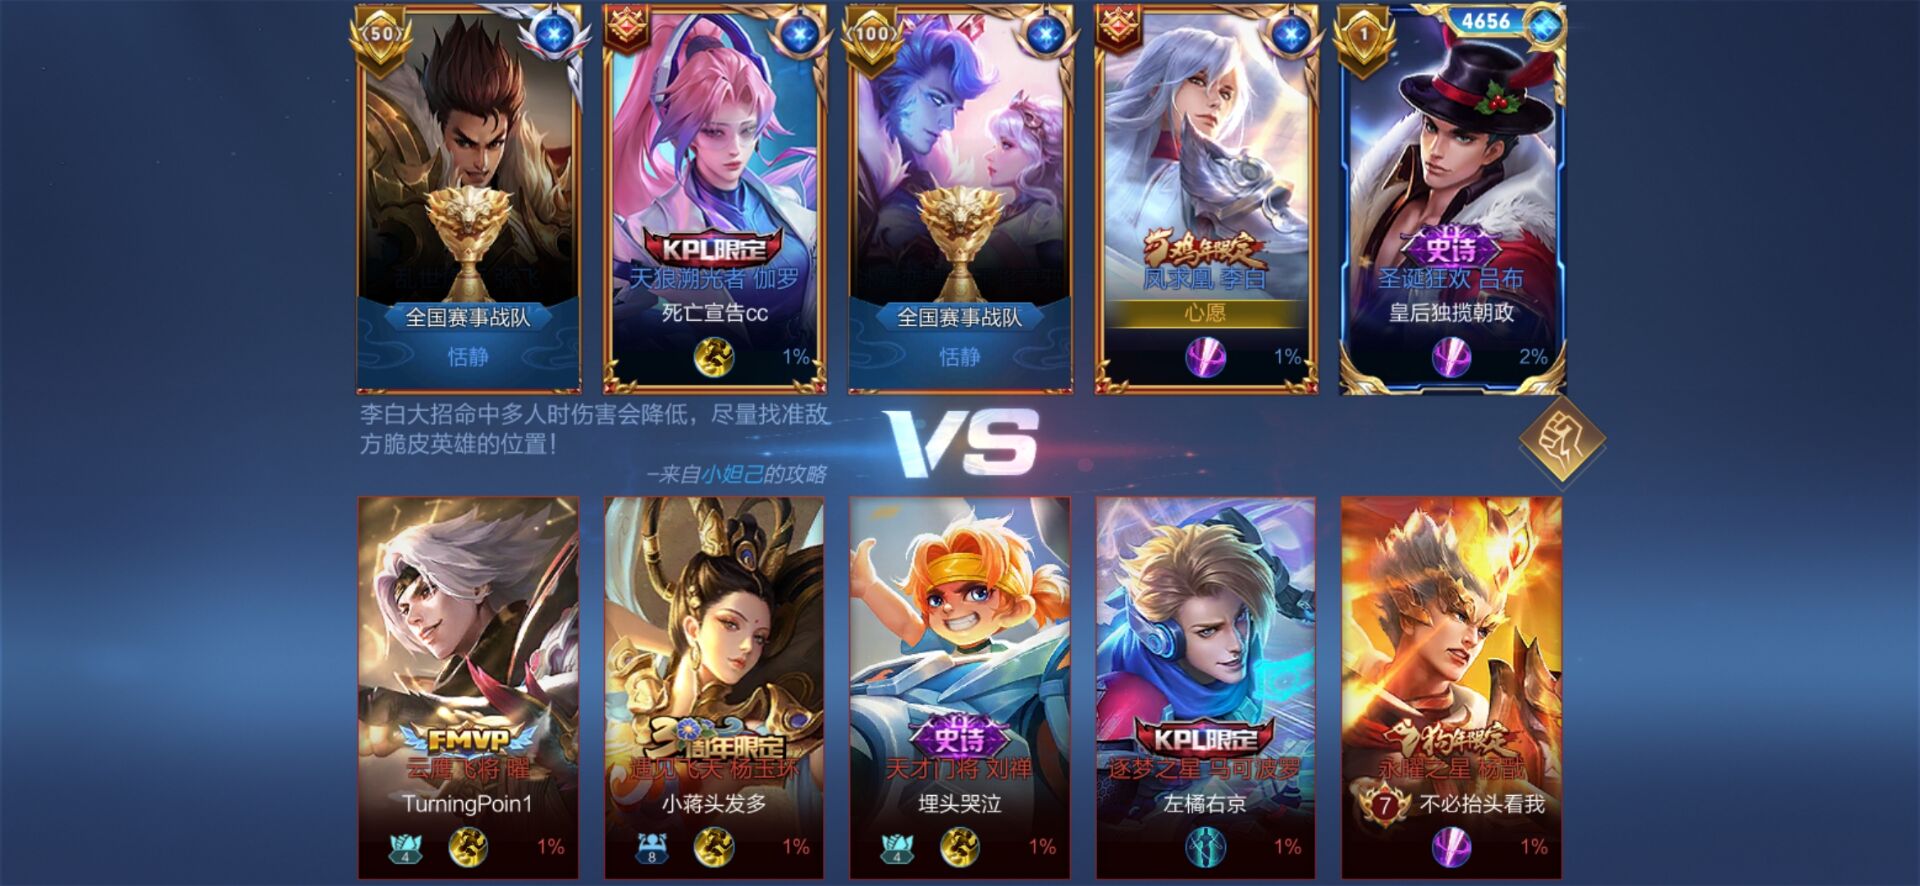 50
100
1
4656
KPL限定
鸡年限定
史诗
天狼溯光者 伽罗
凤求凰 李白
圣诞狂欢 吕布
全国赛事战队
死亡宣告cc
全国赛事战队
心愿
皇后独揽朝政
恬静
1%
恬静
1%
2%
李白大招命中多人时伤害会降低，尽量找准敌
方脆皮英雄的位置！
–来自小妲己的攻略
VS
FMVP
3周年限定
史诗
KPL限定
狗年限定
云鹰飞将 曜
遇见飞天 杨玉环
天才门将 刘禅
逐梦之星 马可波罗
永曜之星 杨戬
TurningPoin1
小蒋头发多
埋头哭泣
左橘右京
7
不必抬头看我
4
1%
8
1%
4
1%
1%
1%